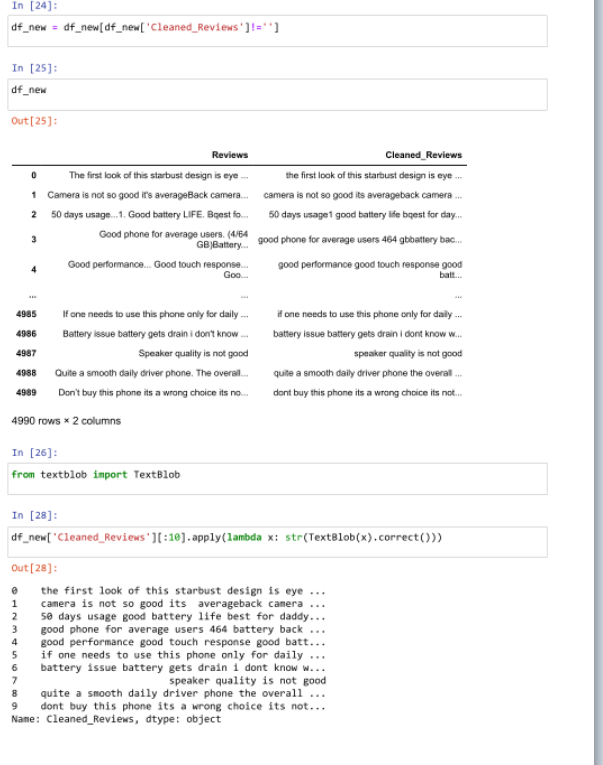 In [24]:
df_new = df_new[df_new['Cleaned_Reviews']!='']
In [25]:
df_new
Out[25]:
Reviews Cleaned_Reviews
0 The first look of this starbust design is eye ... the first look of this starbust design is eye ...
1 Camera is not so good it's averageBack camera... camera is not so good its averageback camera ...
2 50 days usage...1. Good battery LIFE. Bqest fo... 50 days usage1 good battery life bqest for day...
3 Good phone for average users. (4/64 GB)Battery... good phone for average users 464 gbbattery bac...
4 Good performance... Good touch response... Goo... good performance good touch response good batt...
... ... ...
4985 If one needs to use this phone only for daily ... if one needs to use this phone only for daily ...
4986 Battery issue battery gets drain i don't know ... battery issue battery gets drain i dont know w...
4987 Speaker quality is not good speaker quality is not good
4988 Quite a smooth daily driver phone. The overall... quite a smooth daily driver phone the overall ...
4989 Don't buy this phone its a wrong choice its no... dont buy this phone its a wrong choice its not...
4990 rows × 2 columns
In [26]:
from textblob import TextBlob
In [28]:
df_new['Cleaned_Reviews'][:10].apply(lambda x: str(TextBlob(x).correct()))
Out[28]:
0 the first look of this starbust design is eye ...
1 camera is not so good its averageback camera ...
2 50 days usage good battery life best for daddy...
3 good phone for average users 464 battery back ...
4 good performance good touch response good batt...
5 if one needs to use this phone only for daily ...
6 battery issue battery gets drain i dont know w...
7 speaker quality is not good
8 quite a smooth daily driver phone the overall ...
9 dont buy this phone its a wrong choice its not...
Name: Cleaned_Reviews, dtype: object